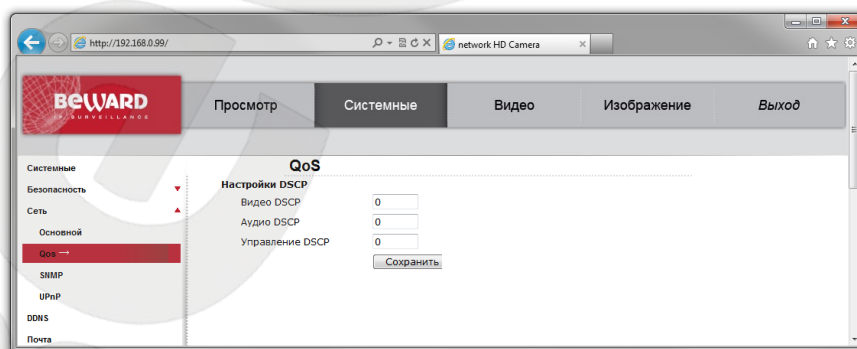 http://192.168.0.99/
network HD Camera
BEWARD
IP SURVEILLANCE
Просмотр
Системные
Видео
Изображение
Выход
Системные
Безопасность
Сеть
Основной
Qos →
SNMP
UPnP
DDNS
Почта
QoS
Настройки DSCP
Видео DSCP 0
Аудио DSCP 0
Управление DSCP 0
Сохранить